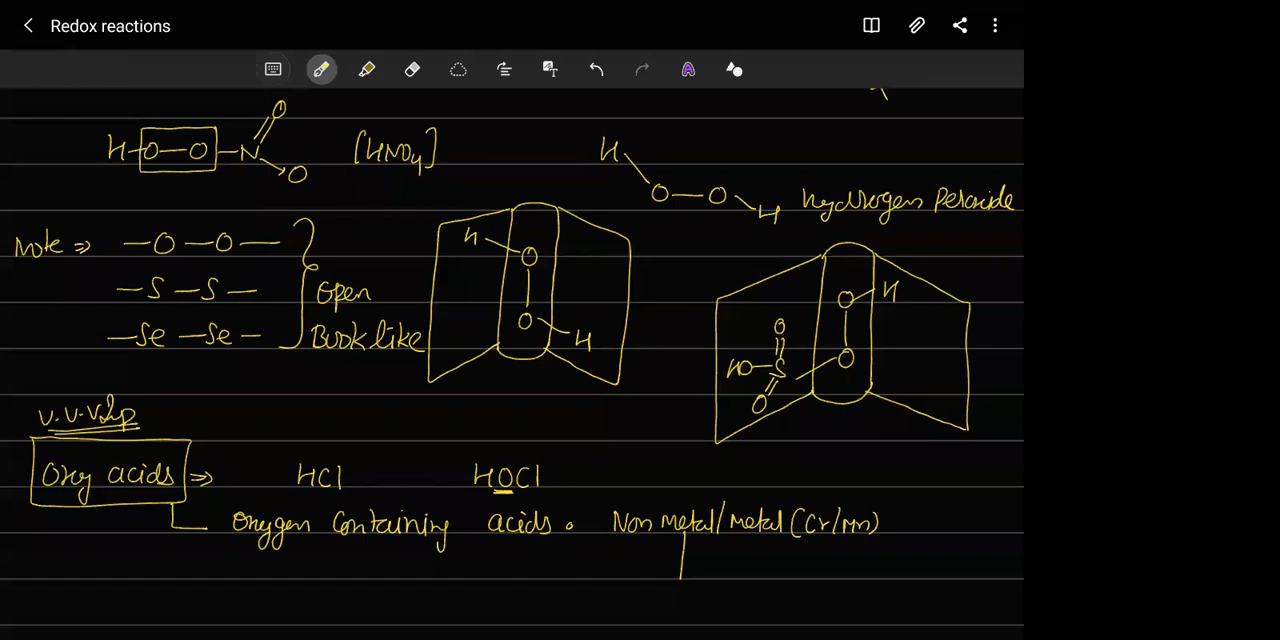 Redox reactions
H-O-O-N
O
O
[HNO4]
H
O-O
H hydrogen Peroxide
Note ⇒ -O-O-
-S-S-
-Se-Se-
Open
Book like
H
O
O
H
O
H
O
HO-S
O
O
V.V.V Imp
Oxy acids ⇒ HCl HOCl
Oxygen Containing acids. Non metal/metal (Cr/Mn)